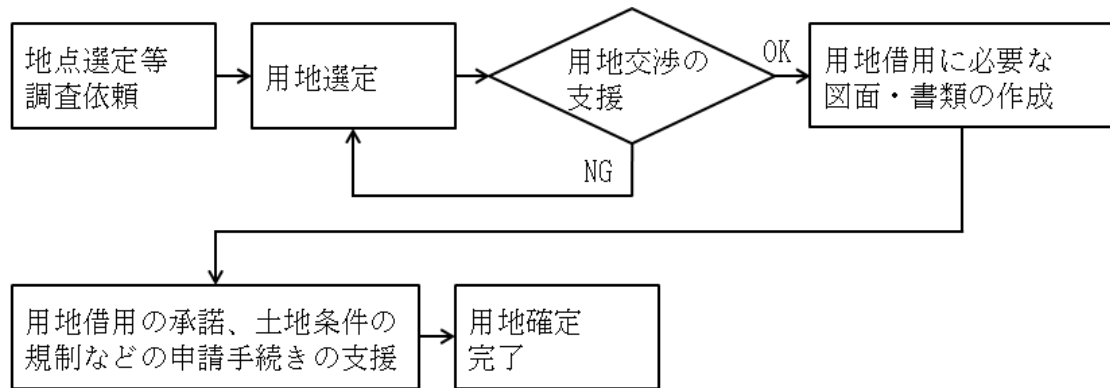 地点選定等
調査依頼
用地選定
用地交渉の
支援
OK
NG
用地借用に必要な
図面・書類の作成
用地借用の承諾、土地条件の
規制などの申請手続きの支援
用地確定
完了